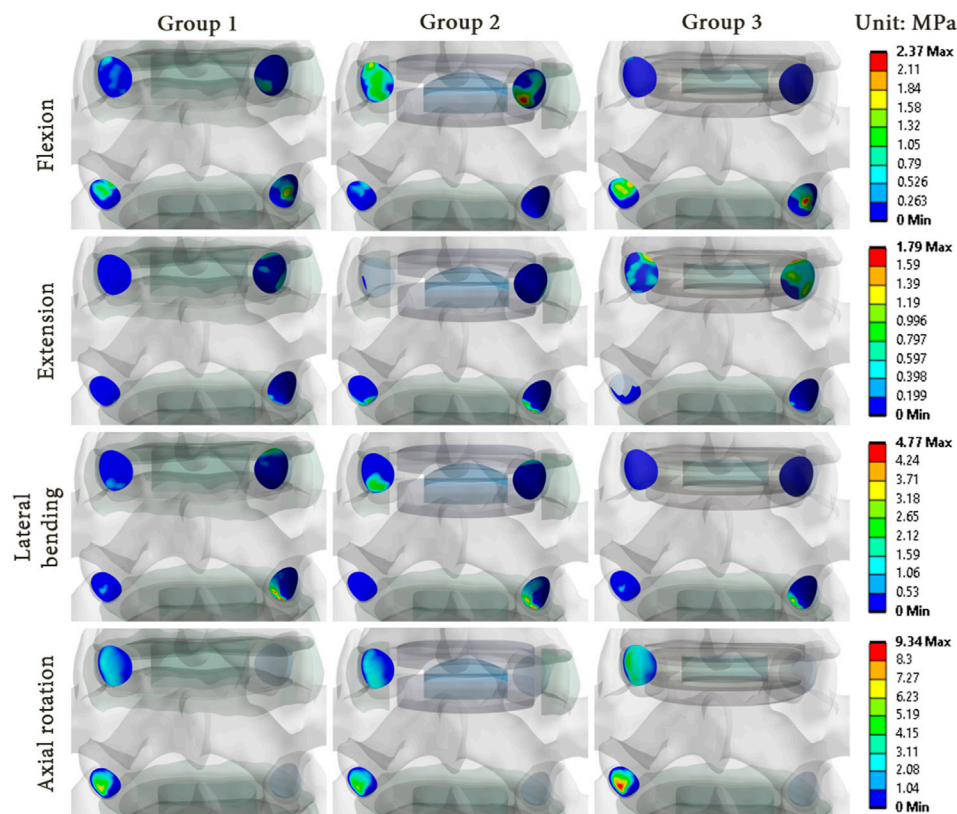 Group 1
Group 2
Group 3
Unit: MPa
Flexion
2.37 Max
2.11
1.84
1.58
1.32
1.05
0.79
0.526
0.263
0 Min
Extension
1.79 Max
1.59
1.39
1.19
0.996
0.797
0.597
0.398
0.199
0 Min
Lateral
bending
4.77 Max
4.24
3.71
3.18
2.65
2.12
1.59
1.06
0.53
0 Min
Axial rotation
9.34 Max
8.3
7.27
6.23
5.19
4.15
3.11
2.08
1.04
0 Min